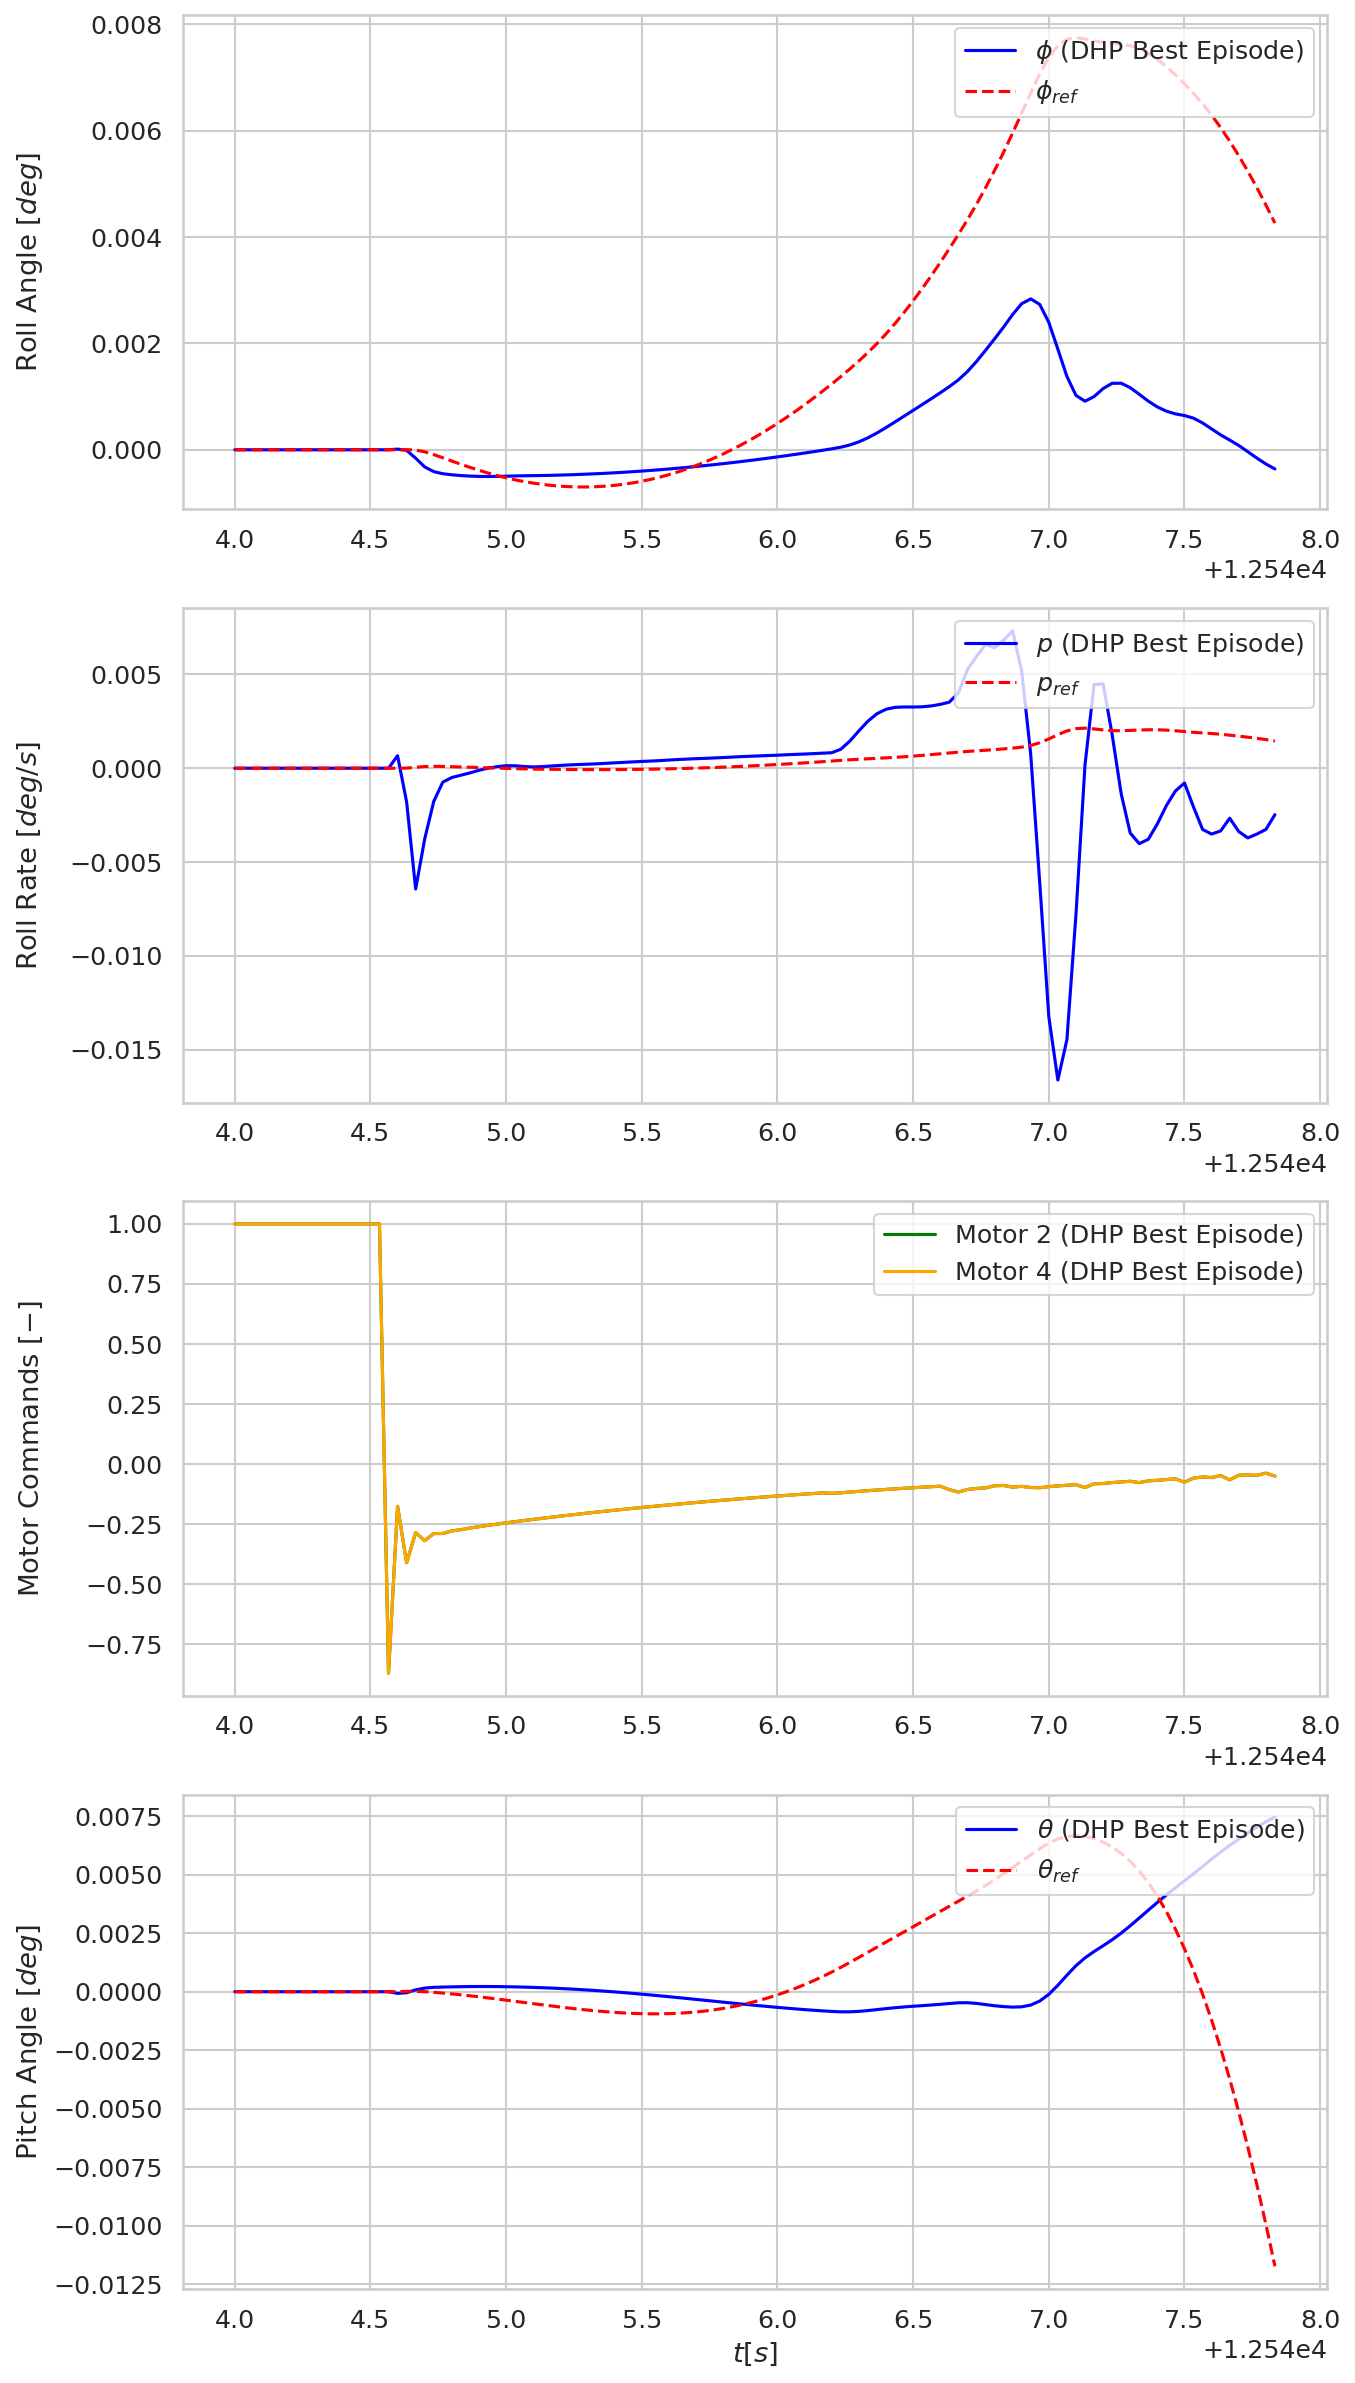 0.008
0.006
0.004
0.002
0.000
Roll Angle [deg]
ϕ (DHP Best Episode)
ϕref
4.0 4.5 5.0 5.5 6.0 6.5 7.0 7.5 8.0
+1.254e4
0.005
0.000
−0.005
−0.010
−0.015
Roll Rate [deg/s]
p (DHP Best Episode)
pref
4.0 4.5 5.0 5.5 6.0 6.5 7.0 7.5 8.0
+1.254e4
1.00
0.75
0.50
0.25
0.00
−0.25
−0.50
−0.75
Motor Commands [−]
Motor 2 (DHP Best Episode)
Motor 4 (DHP Best Episode)
4.0 4.5 5.0 5.5 6.0 6.5 7.0 7.5 8.0
+1.254e4
0.0075
0.0050
0.0025
0.0000
−0.0025
−0.0050
−0.0075
−0.0100
−0.0125
Pitch Angle [deg]
θ (DHP Best Episode)
θref
4.0 4.5 5.0 5.5 6.0 6.5 7.0 7.5 8.0
+1.254e4
t[s]